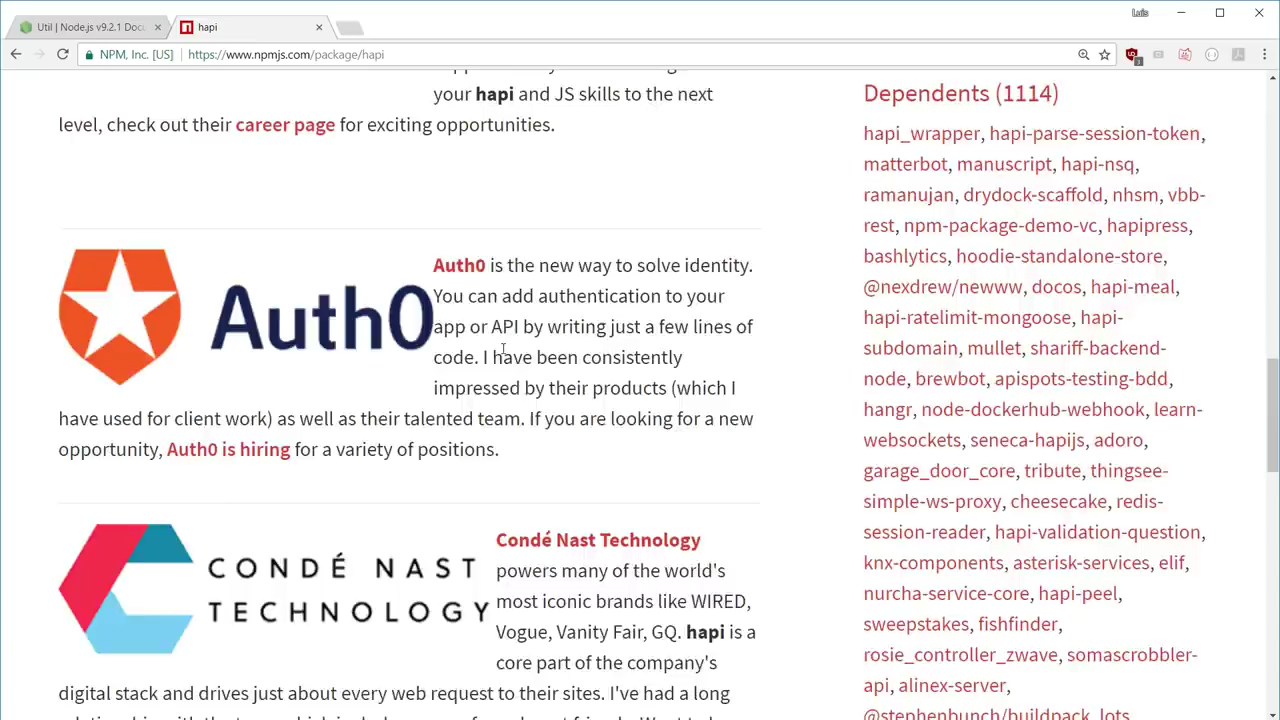 Luis
Util | Node.js v9.2.1 Docu
hapi
NPM, Inc. [US]
https://www.npmjs.com/package/hapi
your hapi and JS skills to the next
level, check out their career page for exciting opportunities.
Auth0
Auth0 is the new way to solve identity.
You can add authentication to your
app or API by writing just a few lines of
code. I have been consistently
impressed by their products (which I
have used for client work) as well as their talented team. If you are looking for a new
opportunity, Auth0 is hiring for a variety of positions.
CONDÉ NAST
TECHNOLOGY
Condé Nast Technology
powers many of the world's
most iconic brands like WIRED,
Vogue, Vanity Fair, GQ. hapi is a
core part of the company's
digital stack and drives just about every web request to their sites. I've had a long
Dependents (1114)
hapi_wrapper, hapi-parse-session-token,
matterbot, manuscript, hapi-nsq,
ramanujan, drydock-scaffold, nhsm, vbb-
rest, npm-package-demo-vc, hapipress,
bashlytics, hoodie-standalone-store,
@nexdrew/newww, docos, hapi-meal,
hapi-ratelimit-mongoose, hapi-
subdomain, mullet, shariff-backend-
node, brewbot, apispots-testing-bdd,
hangr, node-dockerhub-webhook, learn-
websockets, seneca-hapijs, adoro,
garage_door_core, tribute, thingsee-
simple-ws-proxy, cheesecake, redis-
session-reader, hapi-validation-question,
knx-components, asterisk-services, elif,
nurcha-service-core, hapi-peel,
sweepstakes, fishfinder,
rosie_controller_zwave, somascrobbler-
api, alinex-server,
@stephenbunch/buildpack, lots